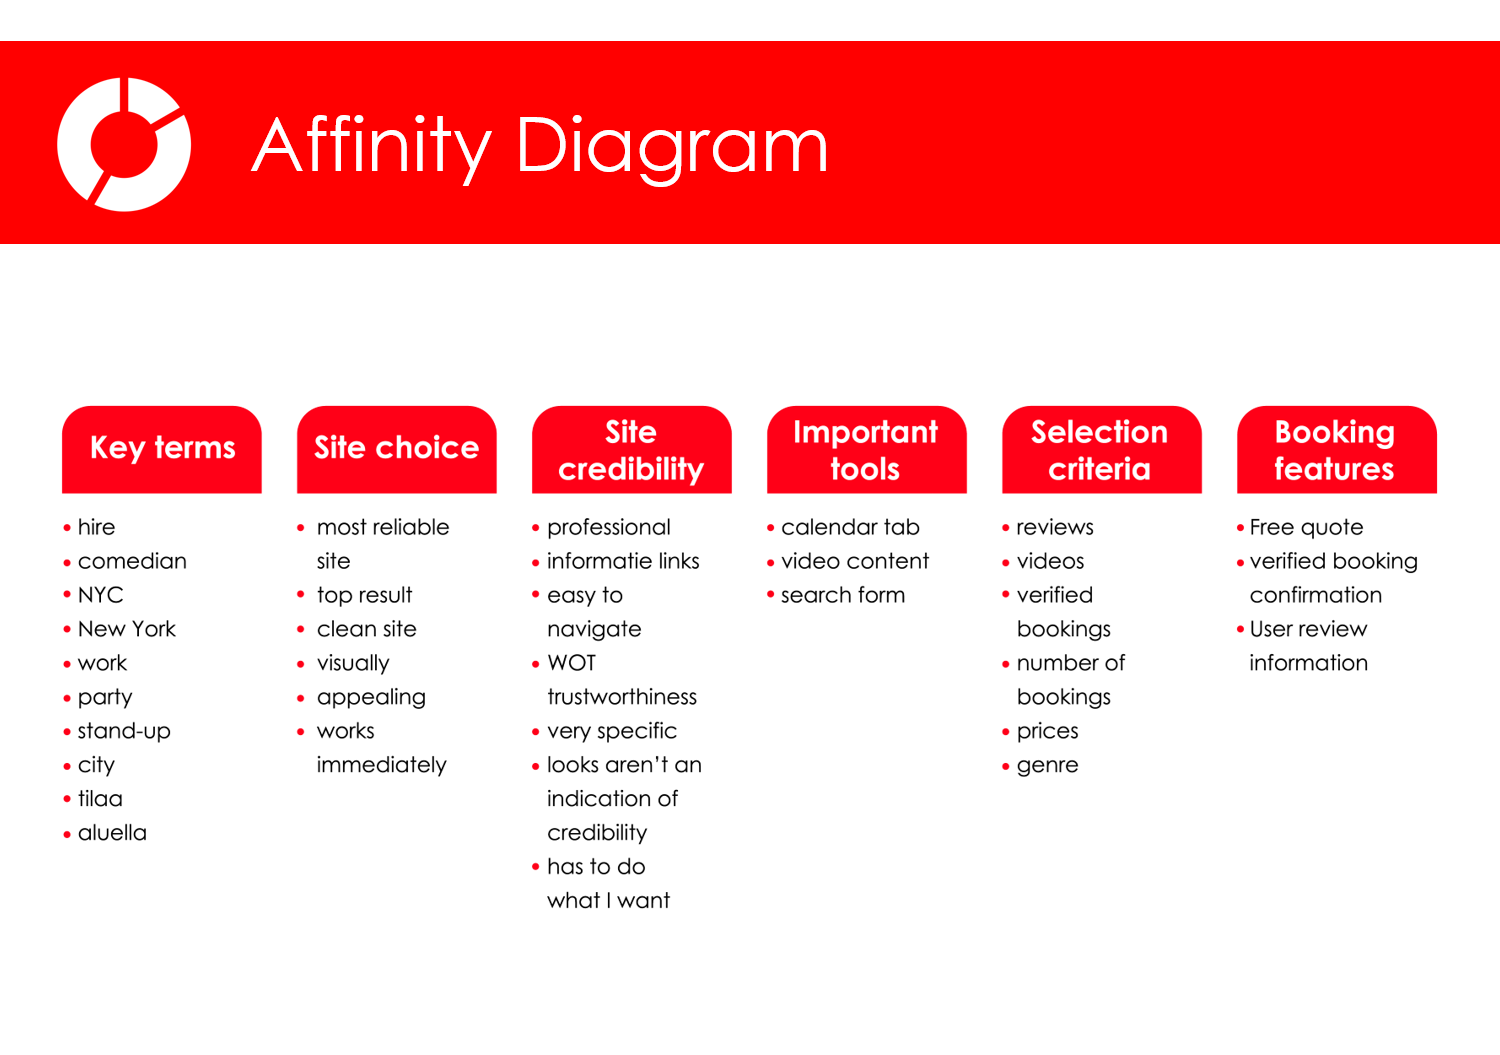 Affinity Diagram
Key terms
• hire
• comedian
• NYC
• New York
• work
• party
• stand-up
• city
• tilaa
• aluella
Site choice
• most reliable
site
• top result
• clean site
• visually
• appealing
• works
immediately
Site
credibility
• professional
• informatie links
• easy to
navigate
• WOT
trustworthiness
• very specific
• looks aren’t an
indication of
credibility
• has to do
what I want
Important
tools
• calendar tab
• video content
• search form
Selection
criteria
• reviews
• videos
• verified
bookings
• number of
bookings
• prices
• genre
Booking
features
• Free quote
• verified booking
confirmation
• User review
information